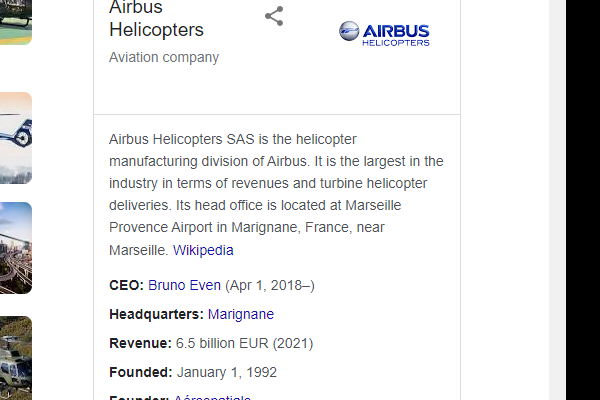 Airbus
Helicopters
AIRBUS
HELICOPTERS
Aviation company
Airbus Helicopters SAS is the helicopter
manufacturing division of Airbus. It is the largest in the
industry in terms of revenues and turbine helicopter
deliveries. Its head office is located at Marseille
Provence Airport in Marignane, France, near
Marseille. Wikipedia
CEO: Bruno Even (Apr 1, 2018–)
Headquarters: Marignane
Revenue: 6.5 billion EUR (2021)
Founded: January 1, 1992
Founder: Aérospatiale